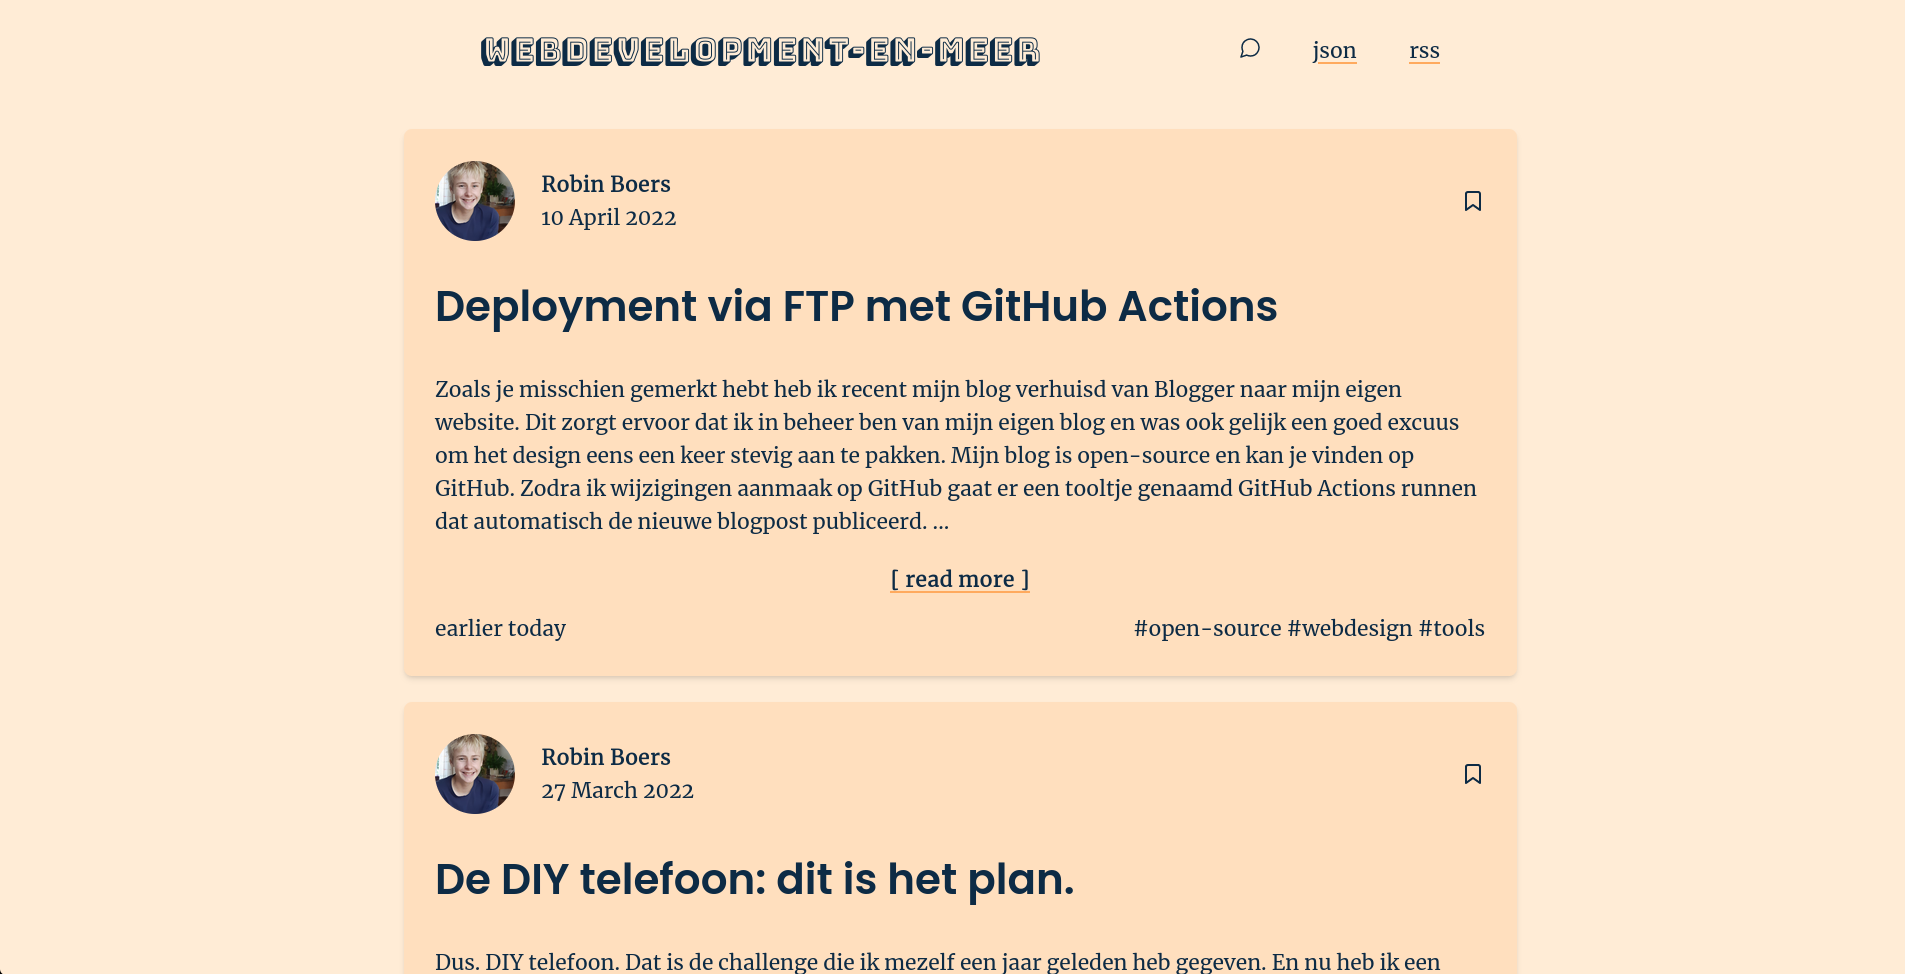 WEBDEVELOPMENT-EN-MEER
json
rss
Robin Boers
10 April 2022
Deployment via FTP met GitHub Actions
Zoals je misschien gemerkt hebt heb ik recent mijn blog verhuisd van Blogger naar mijn eigen
website. Dit zorgt ervoor dat ik in beheer ben van mijn eigen blog en was ook gelijk een goed excuus
om het design eens een keer stevig aan te pakken. Mijn blog is open-source en kan je vinden op
GitHub. Zodra ik wijzigingen aanmaak op GitHub gaat er een tooltje genaamd GitHub Actions runnen
dat automatisch de nieuwe blogpost publiceerd. ...
[ read more ]
earlier today
#open-source #webdesign #tools
Robin Boers
27 March 2022
De DIY telefoon: dit is het plan.
Dus. DIY telefoon. Dat is de challenge die ik mezelf een jaar geleden heb gegeven. En nu heb ik een